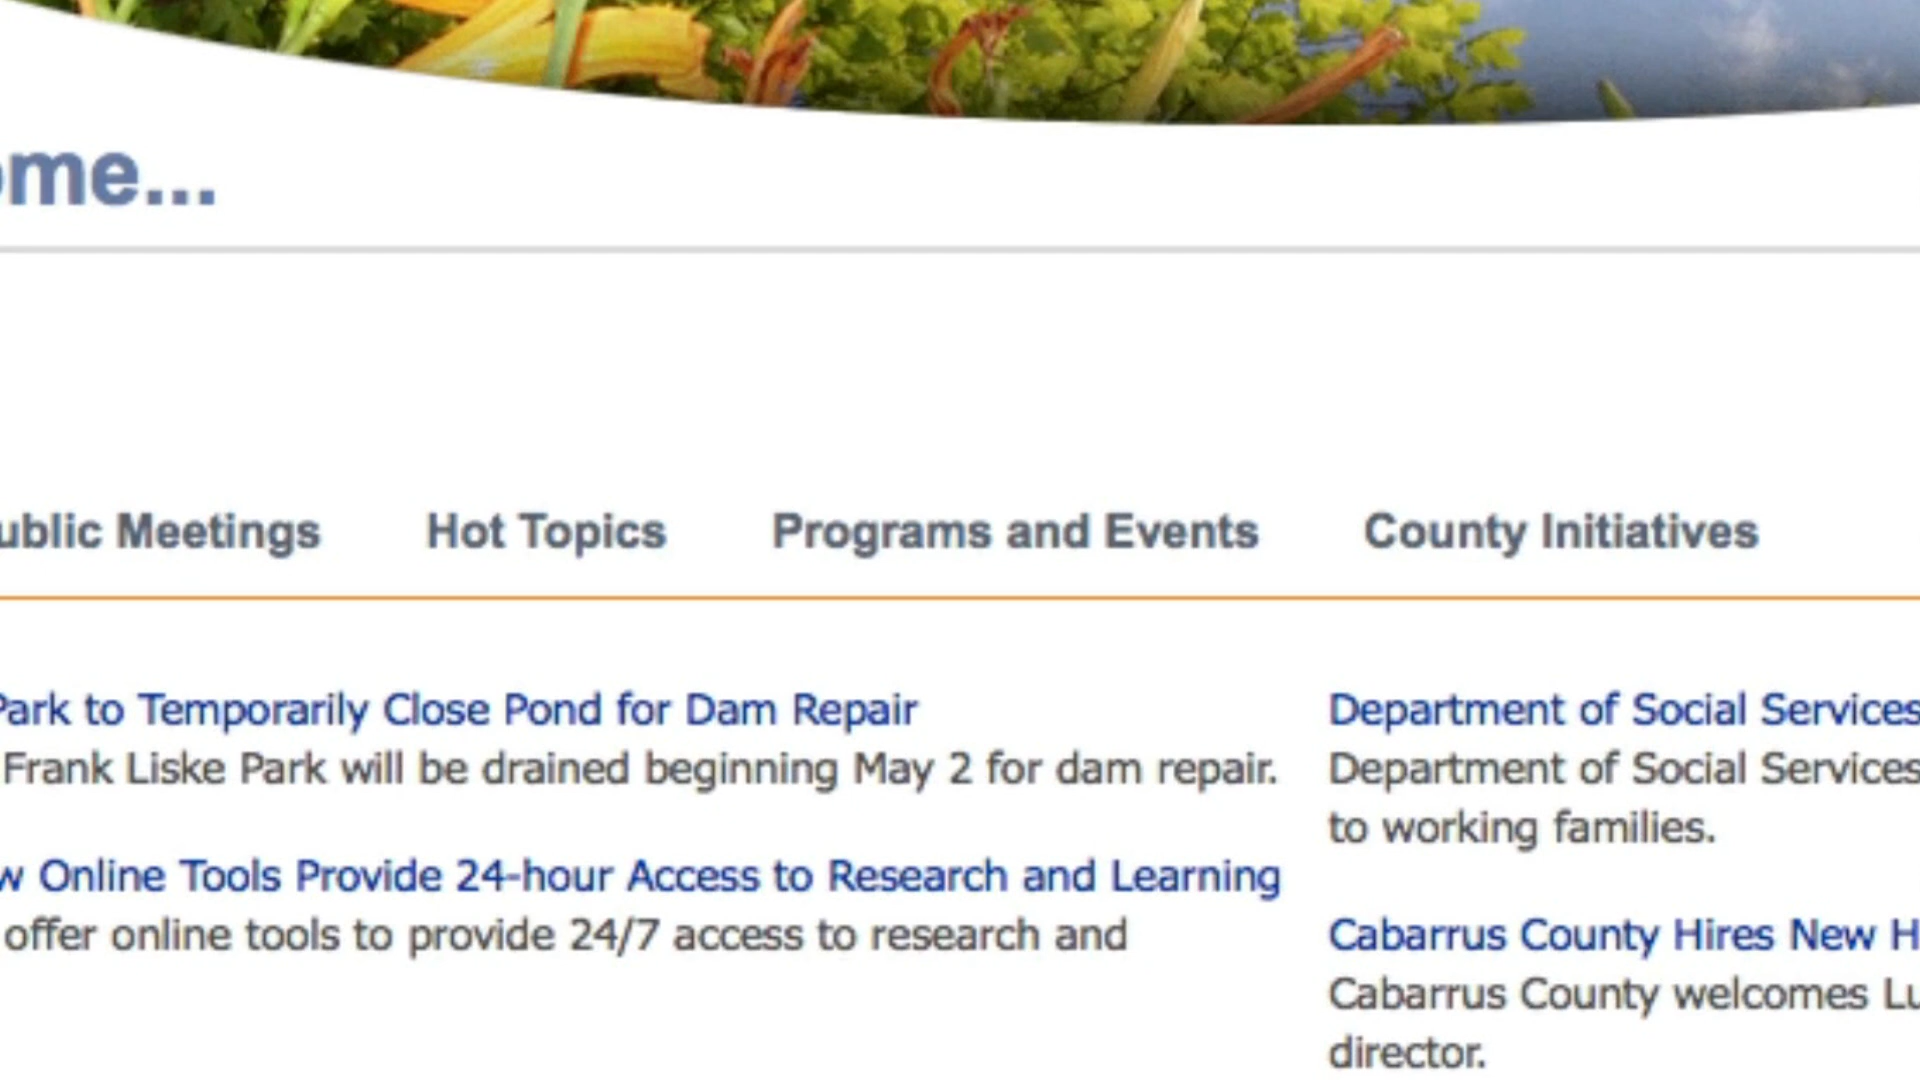 ome...
ublic Meetings Hot Topics Programs and Events County Initiatives
Park to Temporarily Close Pond for Dam Repair
Frank Liske Park will be drained beginning May 2 for dam repair.
w Online Tools Provide 24-hour Access to Research and Learning
offer online tools to provide 24/7 access to research and
Department of Social Services
Department of Social Services
to working families.
Cabarrus County Hires New H
Cabarrus County welcomes Lu
director.